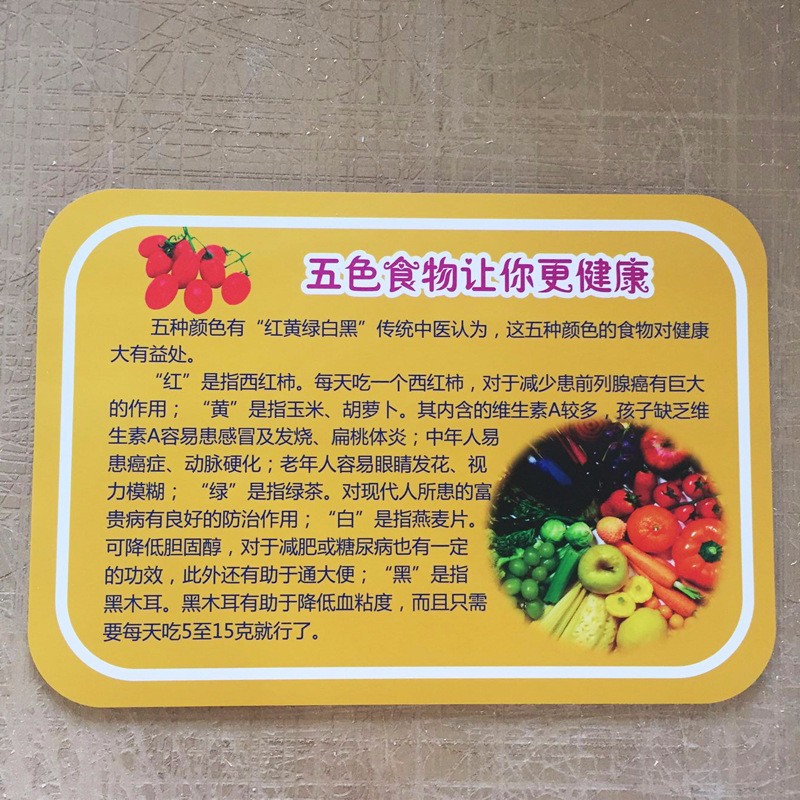 五色食物让你更健康
五种颜色有“红黄绿白黑”传统中医认为，这五种颜色的食物对健康
大有益处。
“红”是指西红柿。每天吃一个西红柿，对于减少患前列腺癌有巨大
的作用；“黄”是指玉米、胡萝卜。其内含的维生素A较多，孩子缺乏维
生素A容易患感冒及发烧、扁桃体炎；中年人易
患癌症、动脉硬化；老年人容易眼睛发花、视
力模糊；“绿”是指绿茶。对现代人所患的富
贵病有良好的防治作用；“白”是指燕麦片。
可降低胆固醇，对于减肥或糖尿病也有一定
的功效，此外还有助于通大便；“黑”是指
黑木耳。黑木耳有助于降低血粘度，而且只需
要每天吃5至15克就行了。